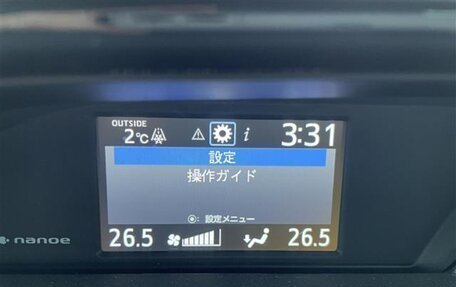 OUTSIDE
2℃ i 3:31
設定
操作ガイド
◉: 設定メニュー
26.5 26.5
nanoe